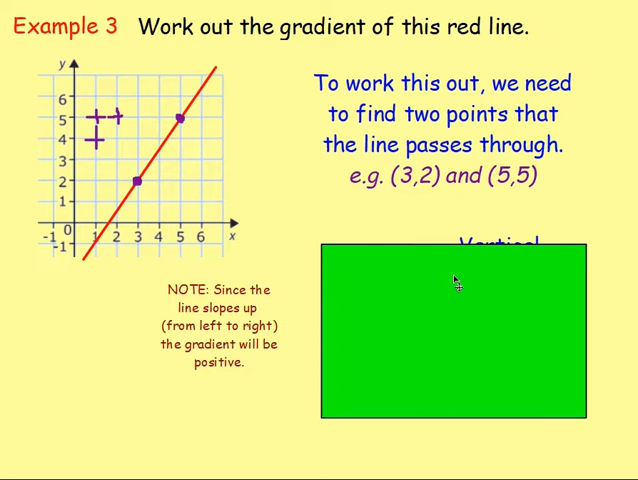 Example 3 Work out the gradient of this red line.
To work this out, we need
to find two points that
the line passes through.
e.g. (3,2) and (5,5)
y
6
5
4
3
2
1
0
-1 1 2 3 4 5 6 x
-1
Vertical
NOTE: Since the
line slopes up
(from left to right)
the gradient will be
positive.